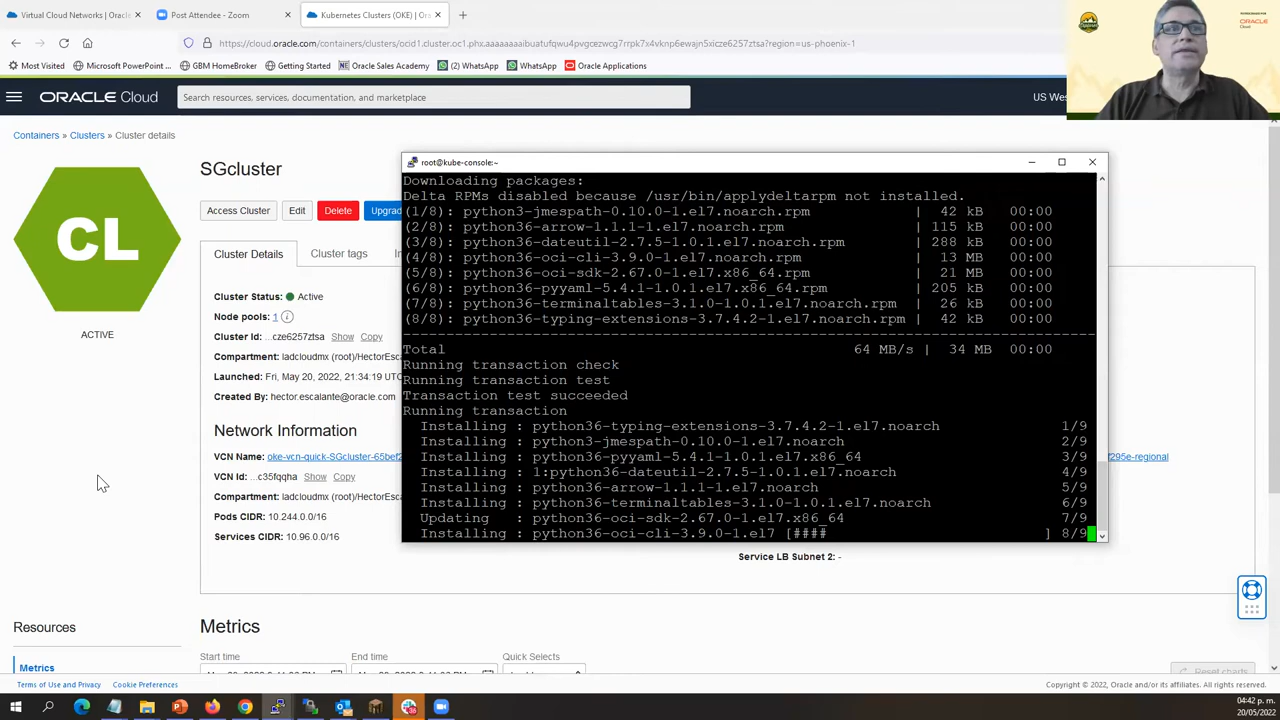 Virtual Cloud Networks | Oracle
Post Attendee - Zoom
Kubernetes Clusters (OKE) | Ora
https://cloud.oracle.com/containers/clusters/ocid1.cluster.oc1.phx.aaaaaaaaibuatufqwu4pvgcezwcg7rrpk7x4vknp6ewajn5xicze6257ztsa?region=us-phoenix-1
Most Visited
Microsoft PowerPoint ...
GBM HomeBroker
Getting Started
Oracle Sales Academy
(2) WhatsApp
WhatsApp
Oracle Applications
ORACLE Cloud
Search resources, services, documentation, and marketplace
US We
Containers » Clusters » Cluster details
SGcluster
CL
ACTIVE
Access Cluster
Edit
Delete
Upgrad
Cluster Details
Cluster tags
Cluster Status: Active
Node pools: 1
Cluster Id: ...cze6257ztsa Show Copy
Compartment: ladcloudmx (root)/HectorEsc
Launched: Fri, May 20, 2022, 21:34:19 UTC
Created By: hector.escalante@oracle.com
Network Information
VCN Name: oke-vcn-quick-SGcluster-65bef2
f295e-regional
VCN Id: ...c35fqqha Show Copy
Compartment: ladcloudmx (root)/HectorEsc
Pods CIDR: 10.244.0.0/16
Services CIDR: 10.96.0.0/16
Service LB Subnet 2: -
root@kube-console:~
Downloading packages:
Delta RPMs disabled because /usr/bin/applydeltarpm not installed.
(1/8): python3-jmespath-0.10.0-1.el7.noarch.rpm | 42 kB 00:00
(2/8): python36-arrow-1.1.1-1.el7.noarch.rpm | 115 kB 00:00
(3/8): python36-dateutil-2.7.5-1.0.1.el7.noarch.rpm | 288 kB 00:00
(4/8): python36-oci-cli-3.9.0-1.el7.noarch.rpm | 13 MB 00:00
(5/8): python36-oci-sdk-2.67.0-1.el7.x86_64.rpm | 21 MB 00:00
(6/8): python36-pyyaml-5.4.1-1.0.1.el7.x86_64.rpm | 205 kB 00:00
(7/8): python36-terminaltables-3.1.0-1.0.1.el7.noarch.rpm | 26 kB 00:00
(8/8): python36-typing-extensions-3.7.4.2-1.el7.noarch.rpm | 42 kB 00:00
--------------------------------------------------------------------------------
Total 64 MB/s | 34 MB 00:00
Running transaction check
Running transaction test
Transaction test succeeded
Running transaction
Installing : python36-typing-extensions-3.7.4.2-1.el7.noarch 1/9
Installing : python3-jmespath-0.10.0-1.el7.noarch 2/9
Installing : python36-pyyaml-5.4.1-1.0.1.el7.x86_64 3/9
Installing : 1:python36-dateutil-2.7.5-1.0.1.el7.noarch 4/9
Installing : python36-arrow-1.1.1-1.el7.noarch 5/9
Installing : python36-terminaltables-3.1.0-1.0.1.el7.noarch 6/9
Updating : python36-oci-sdk-2.67.0-1.el7.x86_64 7/9
Installing : python36-oci-cli-3.9.0-1.el7 [#### ] 8/9
Resources
Metrics
Metrics
Start time
End time
Quick Selects
Reset charts
Terms of Use and Privacy
Cookie Preferences
Copyright © 2022, Oracle and/or its affiliates. All rights reserved.
04:42 p. m.
20/05/2022